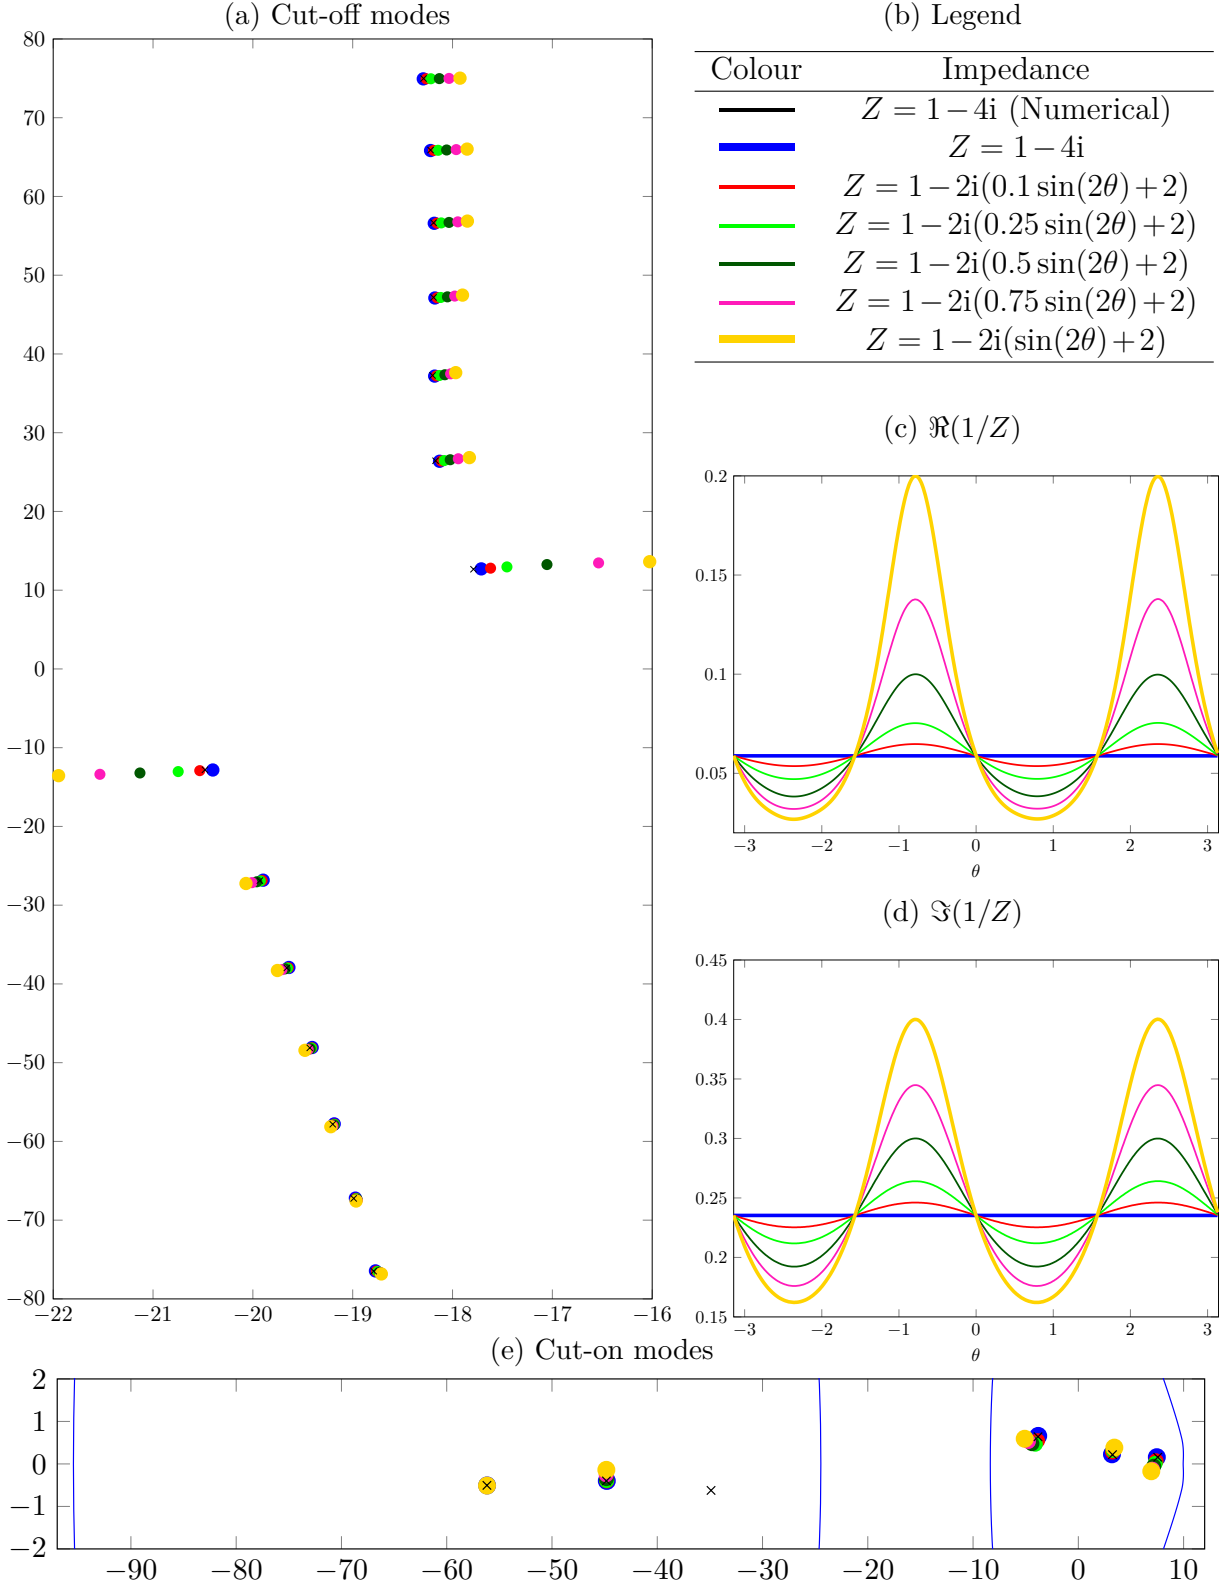 (a) Cut-off modes
80
70
60
50
40
30
20
10
0
−10
−20
−30
−40
−50
−60
−70
−80
−22 −21 −20 −19 −18 −17 −16
(b) Legend
Colour Impedance
Z = 1 − 4i (Numerical)
Z = 1 − 4i
Z = 1 − 2i(0.1 sin(2θ) + 2)
Z = 1 − 2i(0.25 sin(2θ) + 2)
Z = 1 − 2i(0.5 sin(2θ) + 2)
Z = 1 − 2i(0.75 sin(2θ) + 2)
Z = 1 − 2i(sin(2θ) + 2)
(c) ℜ(1/Z)
0.2
0.15
0.1
0.05
−3 −2 −1 0 1 2 3
θ
(d) ℑ(1/Z)
0.45
0.4
0.35
0.3
0.25
0.2
0.15
−3 −2 −1 0 1 2 3
θ
(e) Cut-on modes
2
1
0
−1
−2
−90 −80 −70 −60 −50 −40 −30 −20 −10 0 10